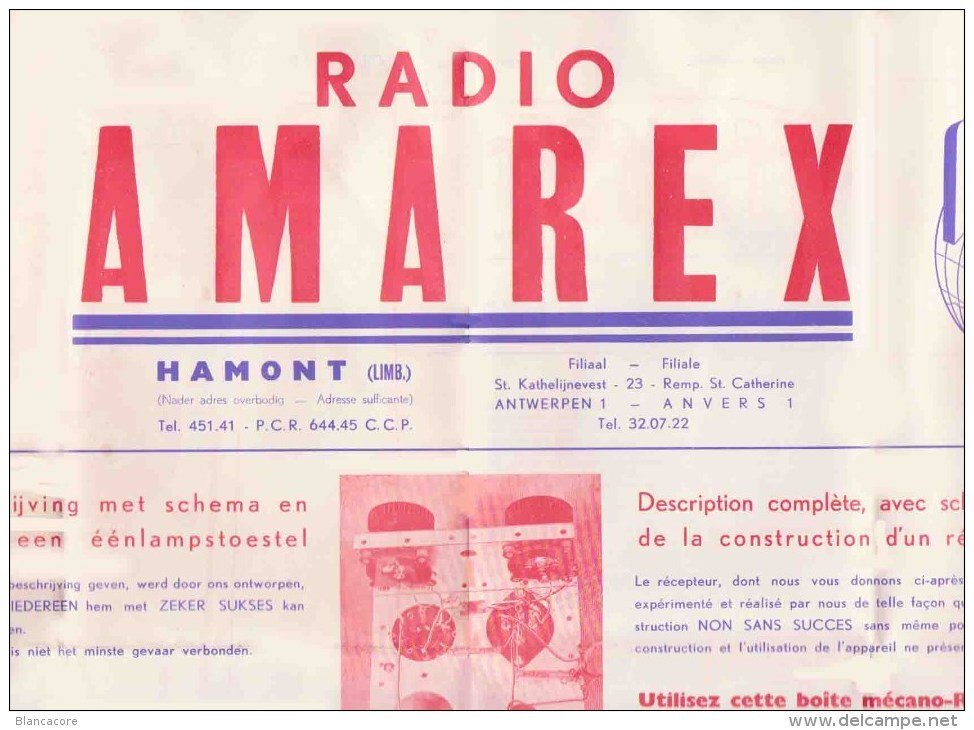 RADIO
AMAREX
HAMONT (LIMB.)
(Nader adres overbodig — Adresse sufficante)
Tel. 451.41 - P.C.R. 644.45 C.C.P.
Filiaal — Filiale
St. Kathelijnevest - 23 - Remp. St. Catherine
ANTWERPEN 1 — ANVERS 1
Tel. 32.07.22
ijving met schema en
een éénlampstoestel
beschrijving geven, werd door ons ontworpen,
IEDEREEN hem met ZEKER SUKSES kan
en.
is niet het minste gevaar verbonden.
Description complète, avec sch
de la construction d'un ré
Le récepteur, dont nous vous donnons ci-après
expérimenté et réalisé par nous de telle façon qu
struction NON SANS SUCCES sans même po
construction et l'utilisation de l'appareil ne présen
Utilisez cette boîte mécano-R
Blancacore
www.delcampe.net